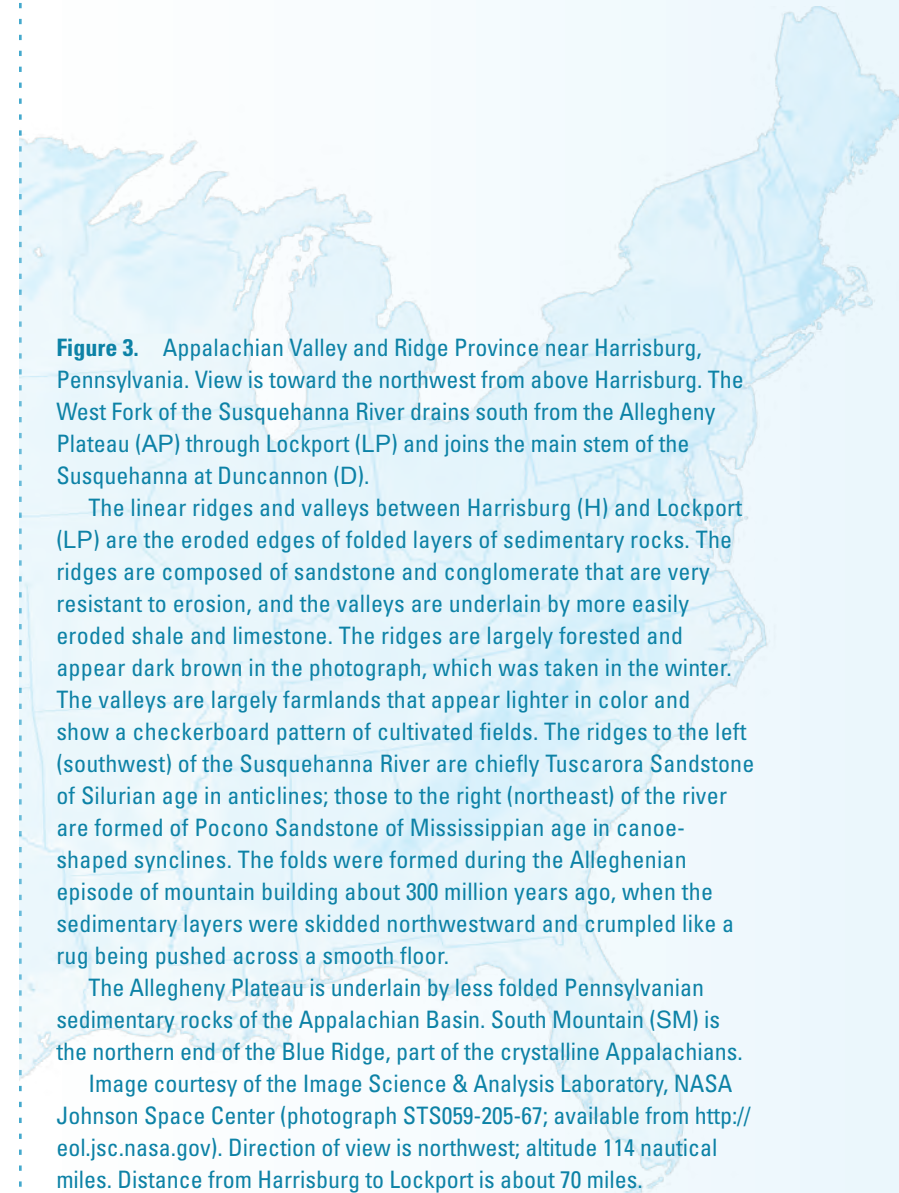 Figure 3. Appalachian Valley and Ridge Province near Harrisburg,
Pennsylvania. View is toward the northwest from above Harrisburg. The
West Fork of the Susquehanna River drains south from the Allegheny
Plateau (AP) through Lockport (LP) and joins the main stem of the
Susquehanna at Duncannon (D).
The linear ridges and valleys between Harrisburg (H) and Lockport
(LP) are the eroded edges of folded layers of sedimentary rocks. The
ridges are composed of sandstone and conglomerate that are very
resistant to erosion, and the valleys are underlain by more easily
eroded shale and limestone. The ridges are largely forested and
appear dark brown in the photograph, which was taken in the winter.
The valleys are largely farmlands that appear lighter in color and
show a checkerboard pattern of cultivated fields. The ridges to the left
(southwest) of the Susquehanna River are chiefly Tuscarora Sandstone
of Silurian age in anticlines; those to the right (northeast) of the river
are formed of Pocono Sandstone of Mississippian age in canoe-
shaped synclines. The folds were formed during the Alleghenian
episode of mountain building about 300 million years ago, when the
sedimentary layers were skidded northwestward and crumpled like a
rug being pushed across a smooth floor.
The Allegheny Plateau is underlain by less folded Pennsylvanian
sedimentary rocks of the Appalachian Basin. South Mountain (SM) is
the northern end of the Blue Ridge, part of the crystalline Appalachians.
Image courtesy of the Image Science & Analysis Laboratory, NASA
Johnson Space Center (photograph STS059-205-67; available from http://
eol.jsc.nasa.gov). Direction of view is northwest; altitude 114 nautical
miles. Distance from Harrisburg to Lockport is about 70 miles.